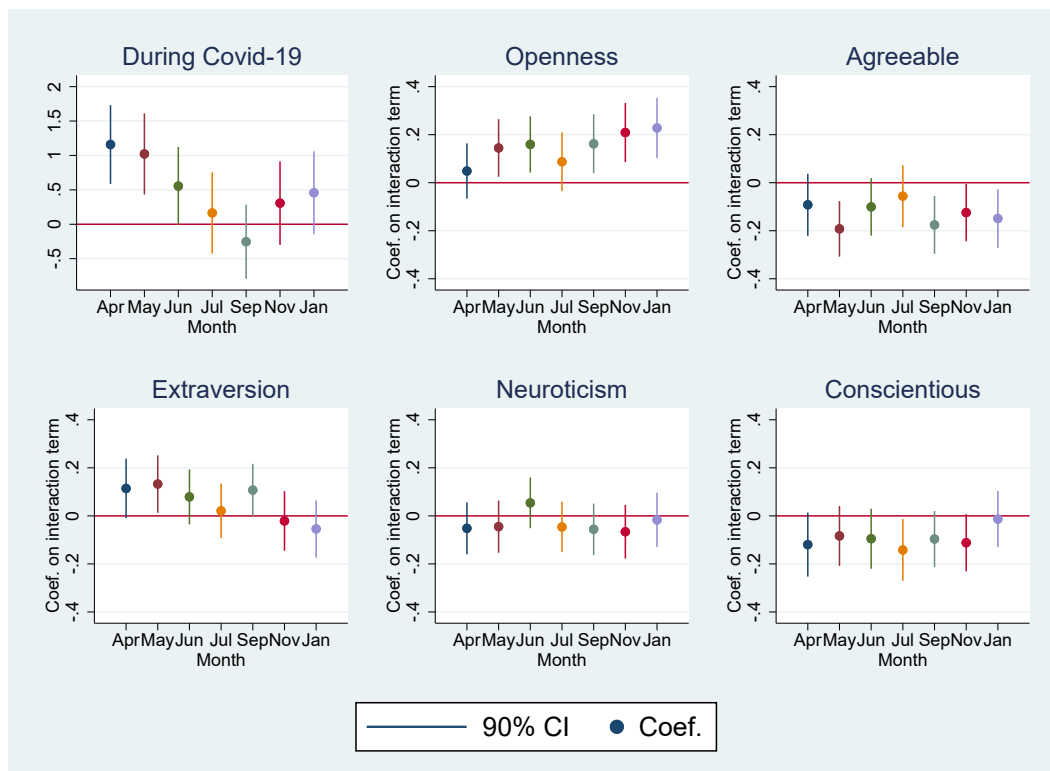 During Covid-19
2
1.5
1
.5
0
-.5
Apr May Jun Jul Sep Nov Jan
Month
Openness
Coef. on interaction term
.4
.2
0
-.2
-.4
Apr May Jun Jul Sep Nov Jan
Month
Agreeable
Coef. on interaction term
.4
.2
0
-.2
-.4
Apr May Jun Jul Sep Nov Jan
Month
Extraversion
Coef. on interaction term
.4
.2
0
-.2
-.4
Apr May Jun Jul Sep Nov Jan
Month
Neuroticism
Coef. on interaction term
.4
.2
0
-.2
-.4
Apr May Jun Jul Sep Nov Jan
Month
Conscientious
Coef. on interaction term
.4
.2
0
-.2
-.4
Apr May Jun Jul Sep Nov Jan
Month
90% CI Coef.